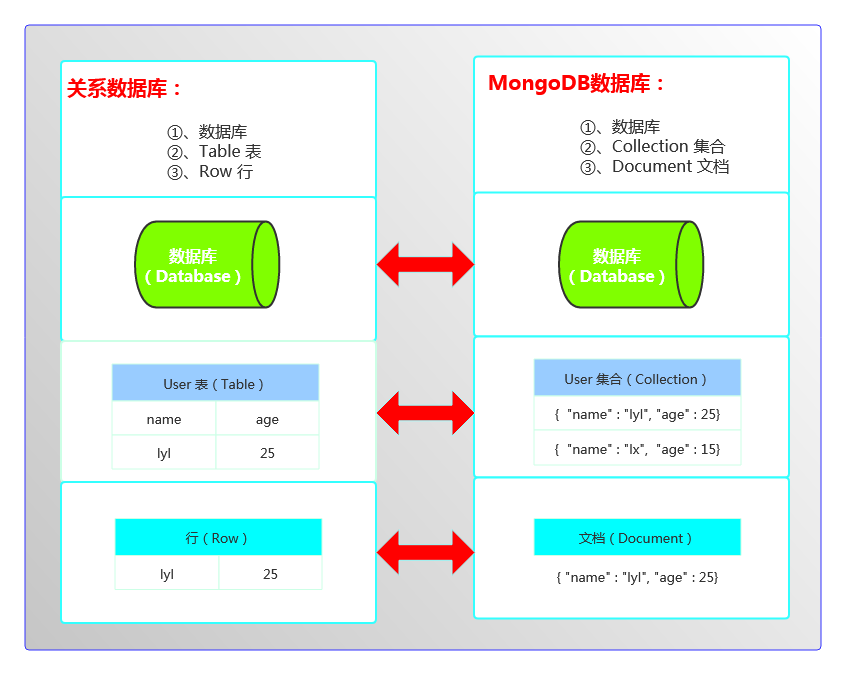 关系数据库：
①、数据库
②、Table 表
③、Row 行
数据库
（Database）
User 表（Table）
name age
lyl 25
行（Row）
lyl 25
MongoDB数据库：
①、数据库
②、Collection 集合
③、Document 文档
数据库
（Database）
User 集合（Collection）
{ "name" : "lyl", "age" : 25}
{ "name" : "lx", "age" : 15}
文档（Document）
{ "name" : "lyl", "age" : 25}